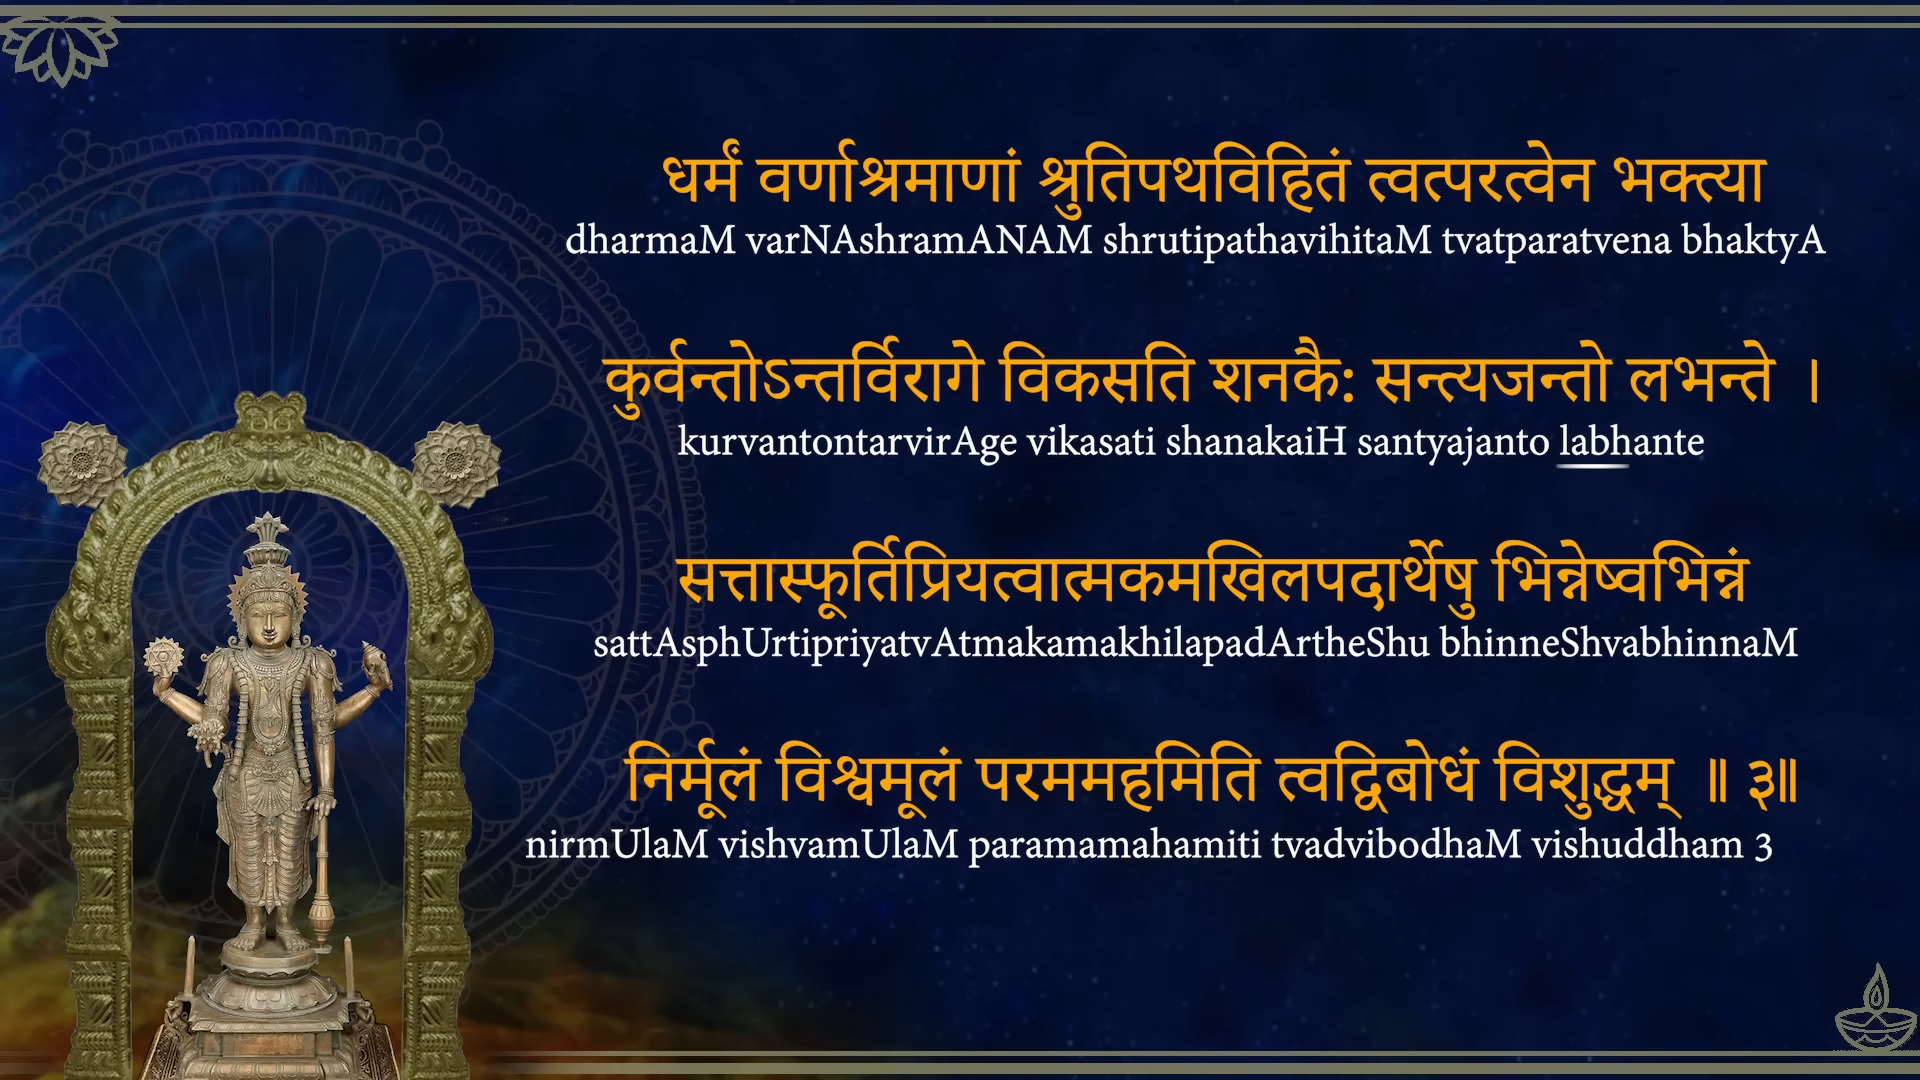 धर्मं वर्णाश्रमाणां श्रुतिपथविहितं त्वत्परत्वेन भक्त्या
dharmaM varNAshramANAM shrutipathavihitaM tvatparatvena bhaktyA
कुर्वन्तोऽन्तर्विरागे विकसति शनकै: सन्त्यजन्तो लभन्ते ।
kurvantontarvirAge vikasati shanakaiH santyajanto labhante
सत्तास्फूर्तिप्रियत्वात्मकमखिलपदार्थेषु भिन्नेष्वभिन्नं
sattAsphUrtipriyatvAtmakamakhilapadArtheShu bhinneShvabhinnaM
निर्मूलं विश्वमूलं परममहमिति त्वद्विबोधं विशुद्धम् ॥ ३॥
nirmUlaM vishvamUlaM paramamahamiti tvadvibodhaM vishuddham 3